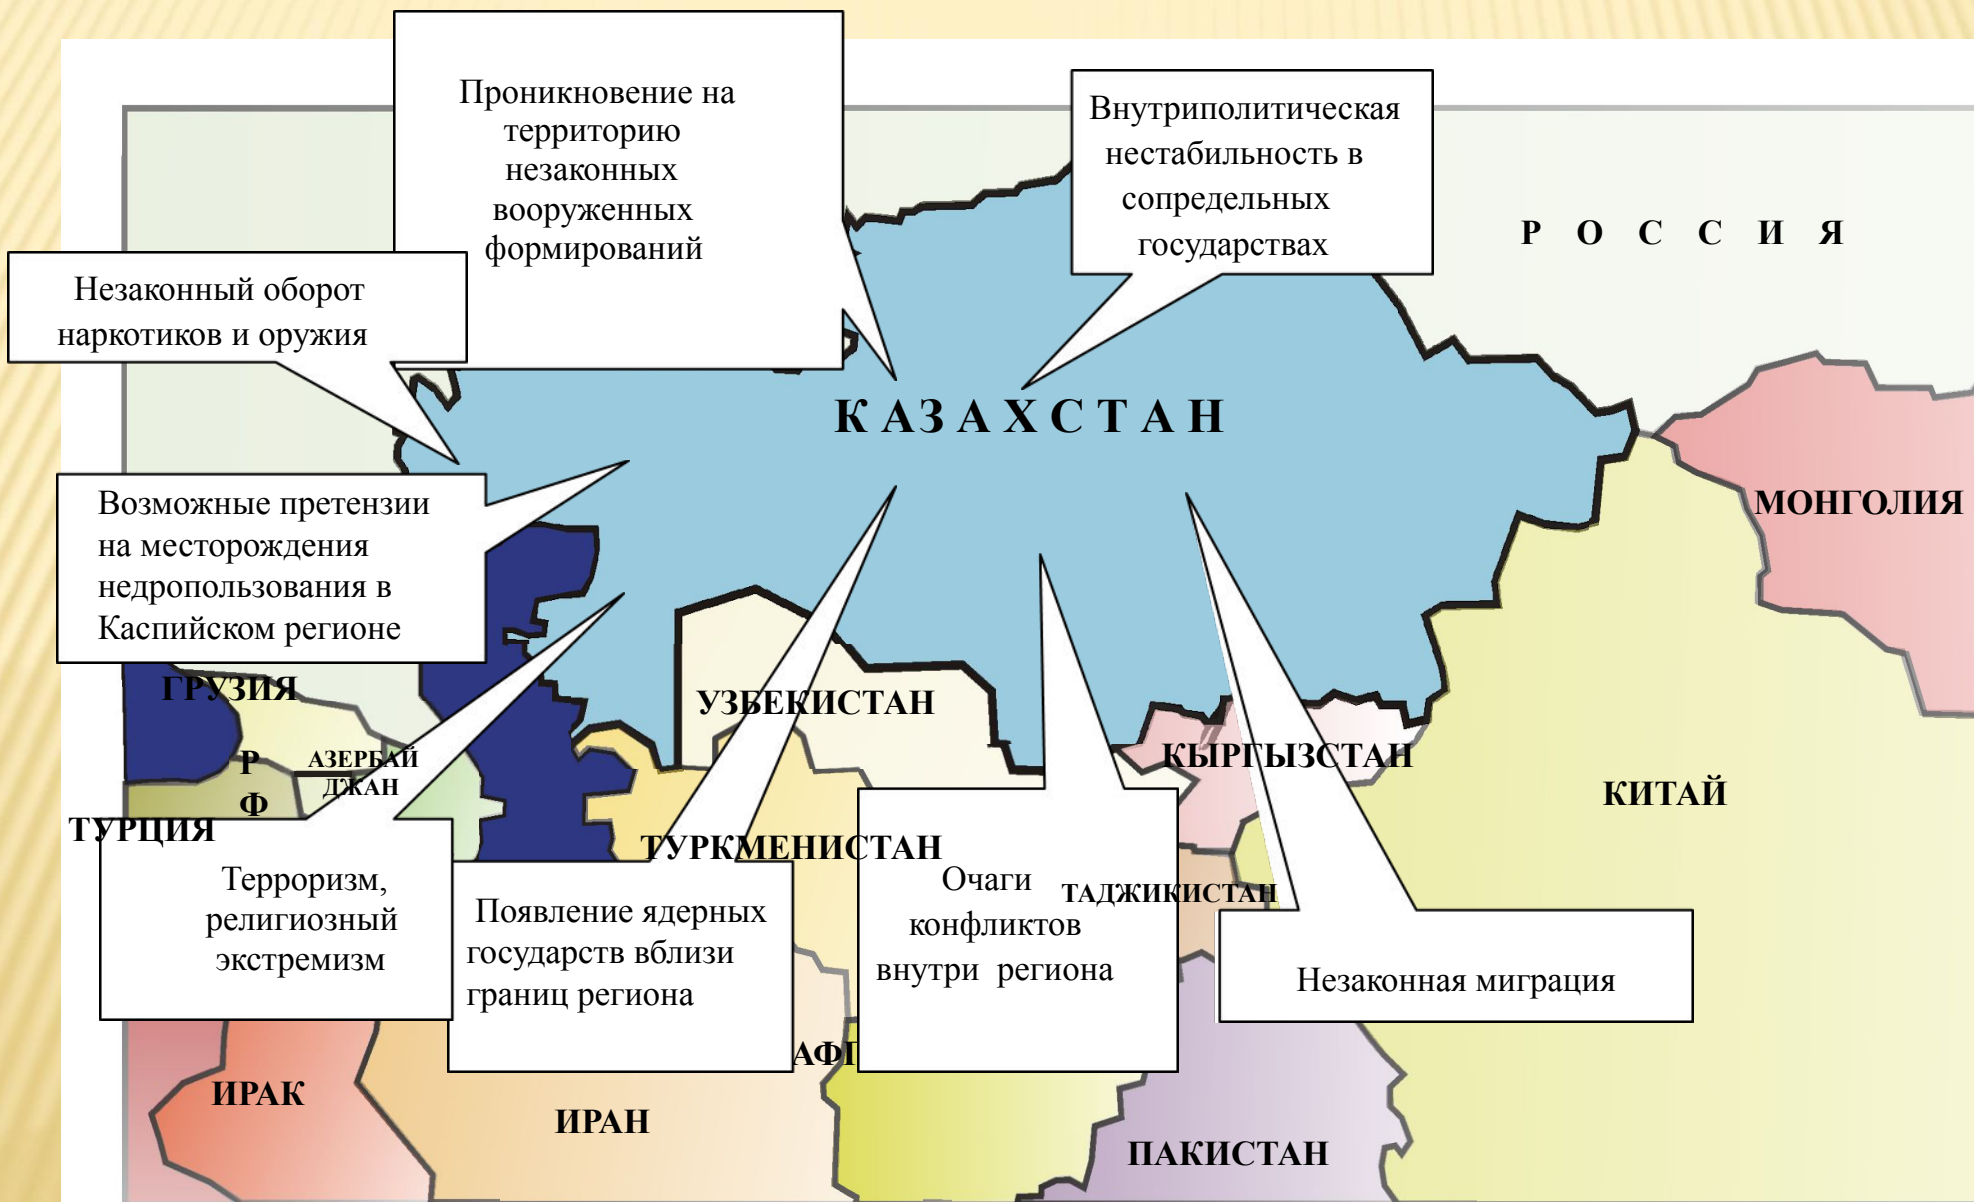 Проникновение на
территорию
незаконных
вооруженных
формирований
Внутриполитическая
нестабильность в
сопредельных
государствах
Р О С С И Я
Незаконный оборот
наркотиков и оружия
К А З А Х С Т А Н
Возможные претензии
на месторождения
недропользования в
Каспийском регионе
МОНГОЛИЯ
ГРУЗИЯ
УЗБЕКИСТАН
Р
Ф
АЗЕРБАЙ
ДЖАН
КЫРГЫЗСТАН
КИТАЙ
ТУРЦИЯ
ТУРКМЕНИСТАН
ТАДЖИКИСТАН
Терроризм,
религиозный
экстремизм
Появление ядерных
государств вблизи
границ региона
Очаги
конфликтов
внутри региона
Незаконная миграция
ИРАК
ИРАН
ПАКИСТАН